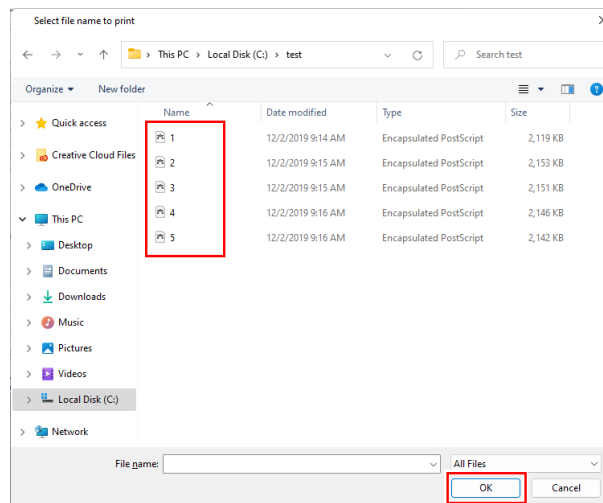 Select file name to print
This PC > Local Disk (C:) > test
Search test
Organize New folder
Name Date modified Type Size
Quick access
Creative Cloud Files
OneDrive
This PC
Desktop
Documents
Downloads
Music
Pictures
Videos
Local Disk (C:)
Network
1 12/2/2019 9:14 AM Encapsulated PostScript 2,119 KB
2 12/2/2019 9:15 AM Encapsulated PostScript 2,153 KB
3 12/2/2019 9:15 AM Encapsulated PostScript 2,151 KB
4 12/2/2019 9:16 AM Encapsulated PostScript 2,146 KB
5 12/2/2019 9:16 AM Encapsulated PostScript 2,142 KB
File name: All Files
OK Cancel